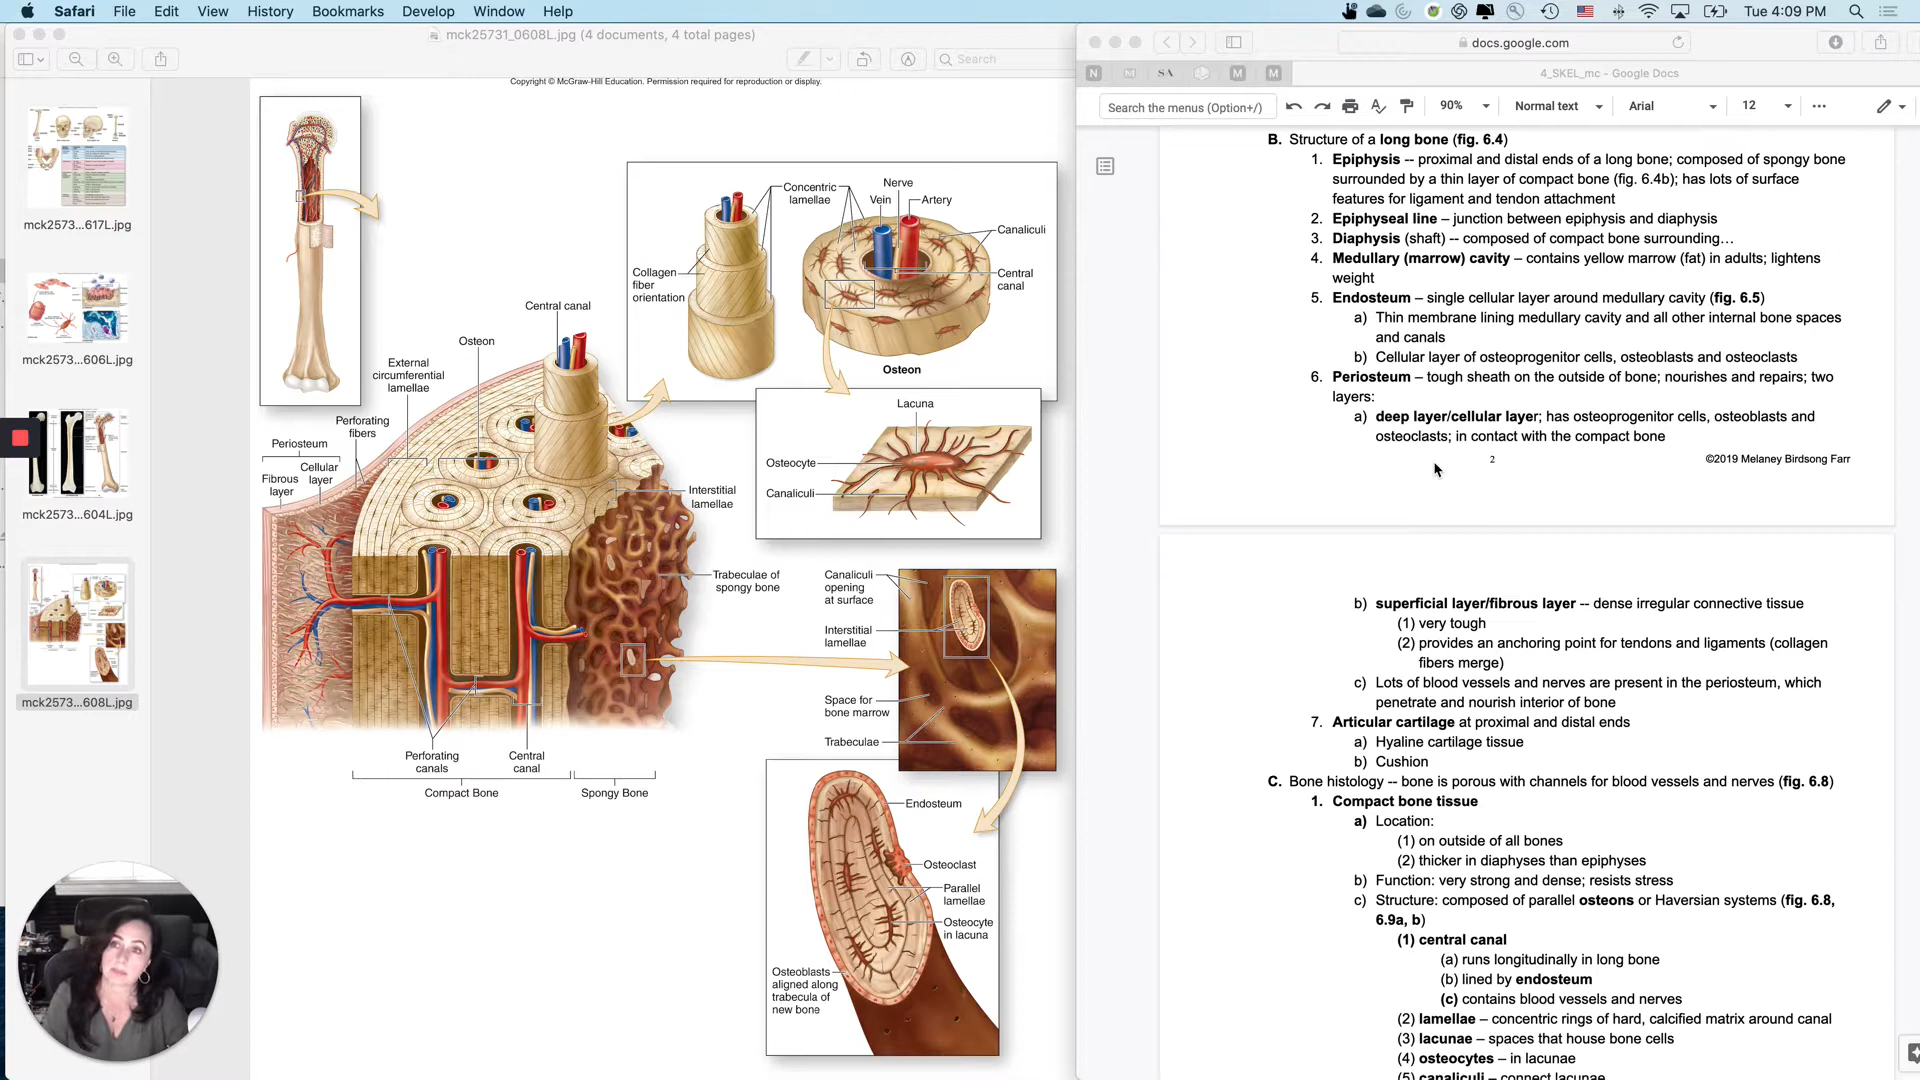 Safari File Edit View History Bookmarks Develop Window Help
Tue 4:09 PM
mck25731_0608L.jpg (4 documents, 4 total pages)
Search
mck2573...617L.jpg
mck2573...606L.jpg
mck2573...604L.jpg
mck2573...608L.jpg
Copyright © McGraw-Hill Education. Permission required for reproduction or display.
Concentric
lamellae
Nerve
Vein
Artery
Canaliculi
Collagen
fiber
orientation
Central
canal
Osteon
Central canal
Osteon
External
circumferential
lamellae
Perforating
fibers
Periosteum
Fibrous
layer
Cellular
layer
Lacuna
Osteocyte
Canaliculi
Interstitial
lamellae
Trabeculae of
spongy bone
Canaliculi
opening
at surface
Interstitial
lamellae
Space for
bone marrow
Trabeculae
Perforating
canals
Central
canal
Compact Bone
Spongy Bone
Endosteum
Osteoclast
Parallel
lamellae
Osteocyte
in lacuna
Osteoblasts
aligned along
trabecula of
new bone
docs.google.com
N M SA M M
4_SKEL_mc - Google Docs
Search the menus (Option+/)
90% Normal text Arial 12
B. Structure of a long bone (fig. 6.4)
1. Epiphysis -- proximal and distal ends of a long bone; composed of spongy bone
surrounded by a thin layer of compact bone (fig. 6.4b); has lots of surface
features for ligament and tendon attachment
2. Epiphyseal line – junction between epiphysis and diaphysis
3. Diaphysis (shaft) -- composed of compact bone surrounding…
4. Medullary (marrow) cavity – contains yellow marrow (fat) in adults; lightens
weight
5. Endosteum – single cellular layer around medullary cavity (fig. 6.5)
a) Thin membrane lining medullary cavity and all other internal bone spaces
and canals
b) Cellular layer of osteoprogenitor cells, osteoblasts and osteoclasts
6. Periosteum – tough sheath on the outside of bone; nourishes and repairs; two
layers:
a) deep layer/cellular layer; has osteoprogenitor cells, osteoblasts and
osteoclasts; in contact with the compact bone
2
©2019 Melaney Birdsong Farr
b) superficial layer/fibrous layer -- dense irregular connective tissue
(1) very tough
(2) provides an anchoring point for tendons and ligaments (collagen
fibers merge)
c) Lots of blood vessels and nerves are present in the periosteum, which
penetrate and nourish interior of bone
7. Articular cartilage at proximal and distal ends
a) Hyaline cartilage tissue
b) Cushion
C. Bone histology -- bone is porous with channels for blood vessels and nerves (fig. 6.8)
1. Compact bone tissue
a) Location:
(1) on outside of all bones
(2) thicker in diaphyses than epiphyses
b) Function: very strong and dense; resists stress
c) Structure: composed of parallel osteons or Haversian systems (fig. 6.8,
6.9a, b)
(1) central canal
(a) runs longitudinally in long bone
(b) lined by endosteum
(c) contains blood vessels and nerves
(2) lamellae – concentric rings of hard, calcified matrix around canal
(3) lacunae – spaces that house bone cells
(4) osteocytes – in lacunae
(5) canaliculi – connect lacunae